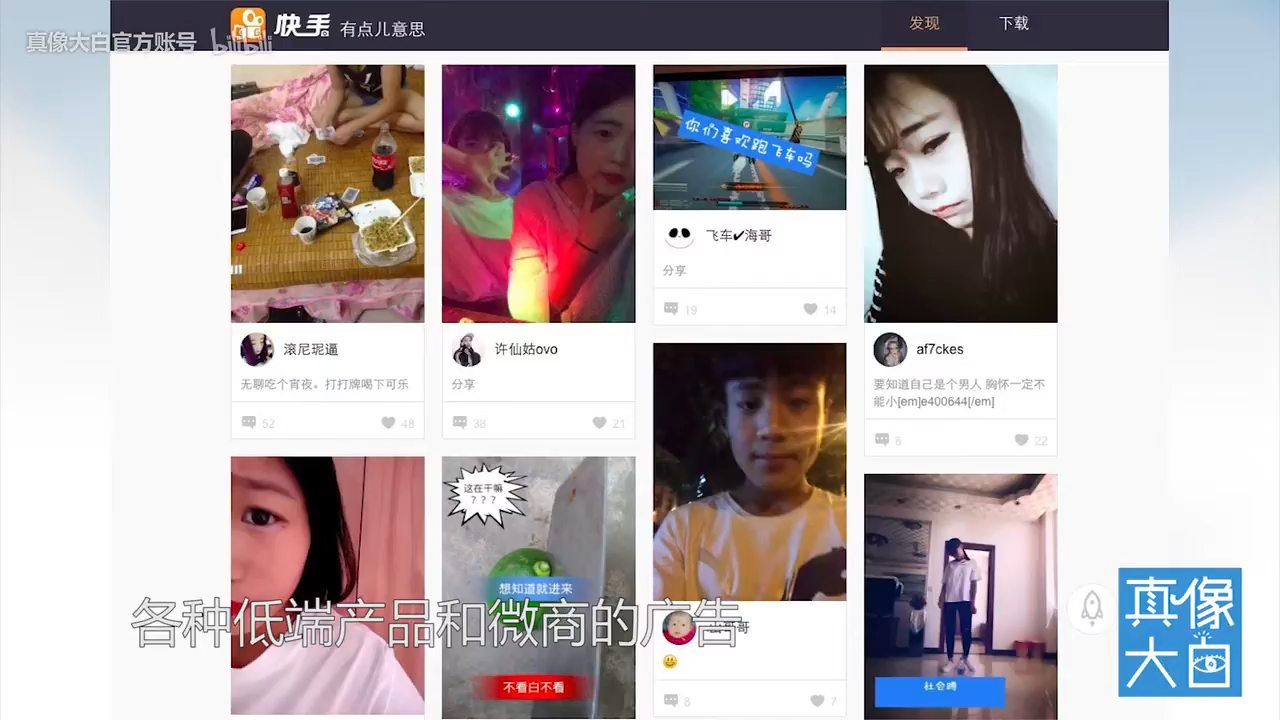 快手
有点儿意思
发现
下载
真像大白官方账号
bilibili
滚尼玭逼
无聊吃个宵夜。打打牌喝下可乐
52
48
许仙姑ovo
分享
38
21
你们喜欢跑飞车吗
飞车✔海哥
分享
19
14
af7ckes
要知道自己是个男人 胸怀一定不
能小[em]e400644[/em]
6
22
这在干嘛
???
想知道就进来
不看白不看
哥
8
7
社会蹲
各种低端产品和微商的广告
真像
大白